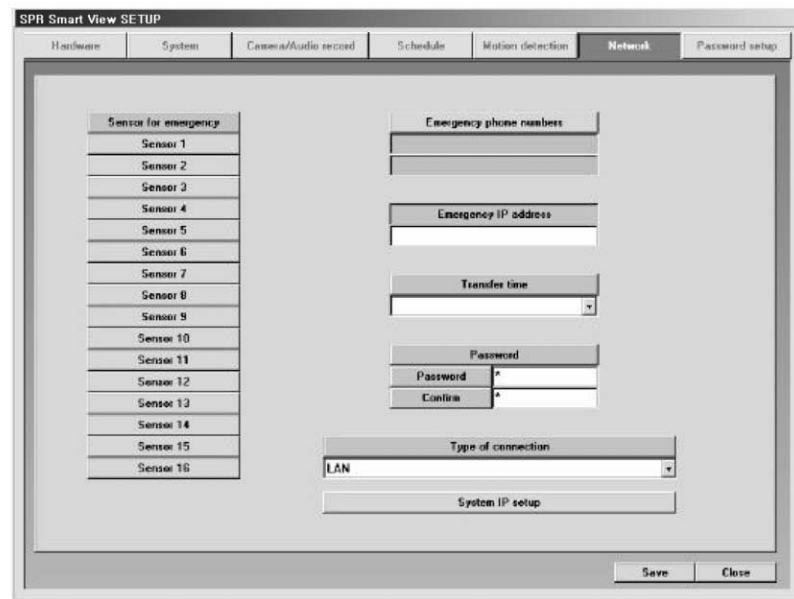 SPR Smart View SETUP
Hardware System Camera/Audio record Schedule Motion detection Network Password setup
Sensor for emergency
Sensor 1
Sensor 2
Sensor 3
Sensor 4
Sensor 5
Sensor 6
Sensor 7
Sensor 8
Sensor 9
Sensor 10
Sensor 11
Sensor 12
Sensor 13
Sensor 14
Sensor 15
Sensor 16
Emergency phone numbers
Emergency IP address
Transfer time
Password
Password *
Confirm *
Type of connection
LAN
System IP setup
Save Close